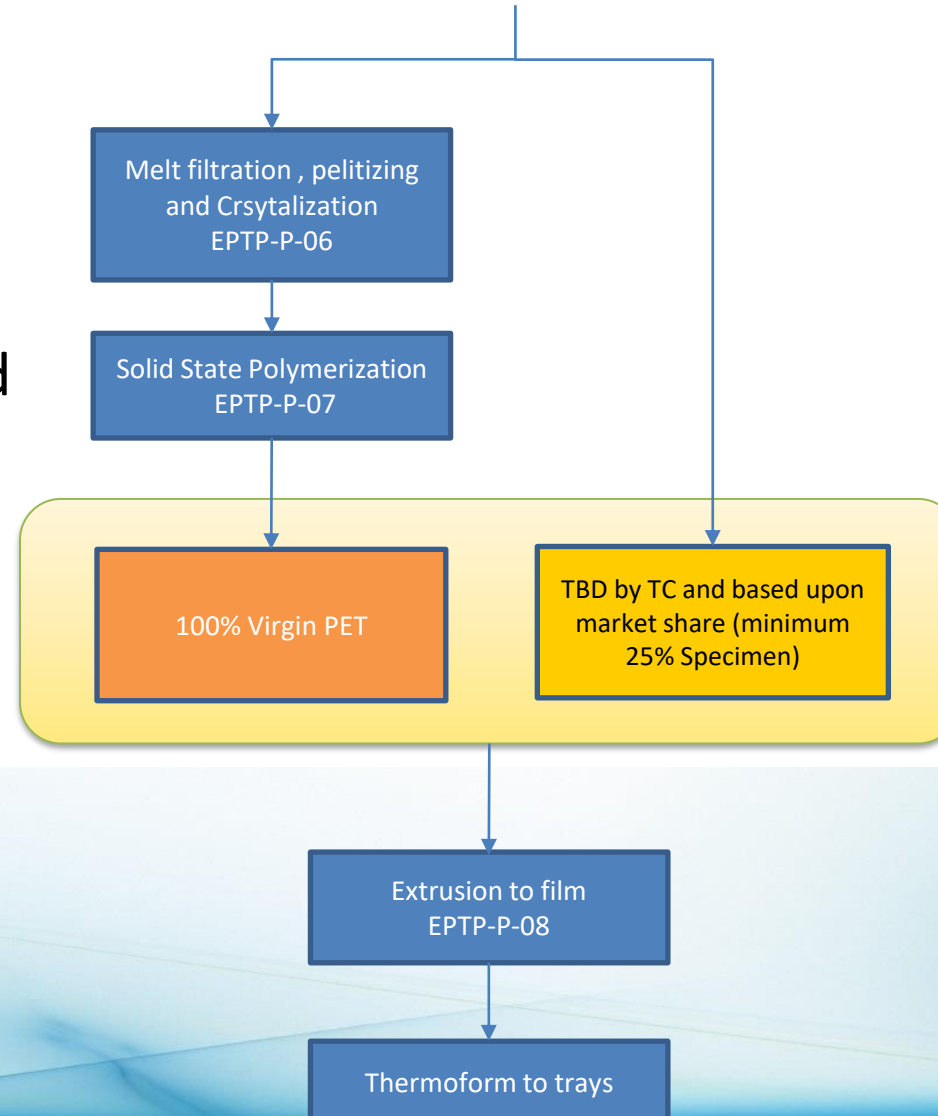 Melt filtration , pelitizing
and Crsytalization
EPTP-P-06
Solid State Polymerization
EPTP-P-07
d
100% Virgin PET
TBD by TC and based upon
market share (minimum
25% Specimen)
Extrusion to film
EPTP-P-08
Thermoform to trays